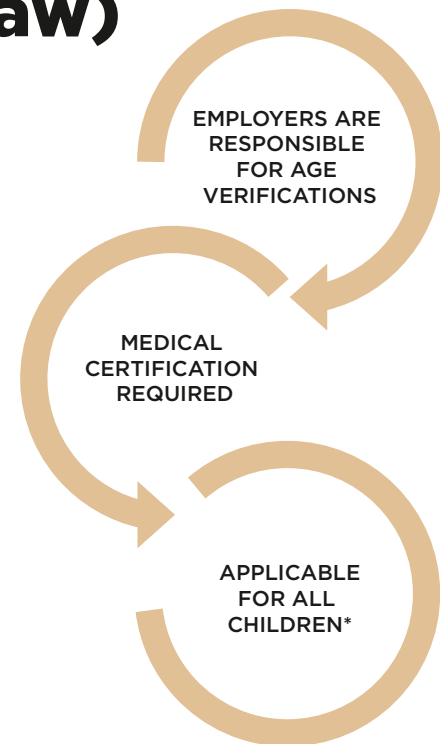 aw)
EMPLOYERS ARE
RESPONSIBLE
FOR AGE
VERIFICATIONS
MEDICAL
CERTIFICATION
REQUIRED
APPLICABLE
FOR ALL
CHILDREN*